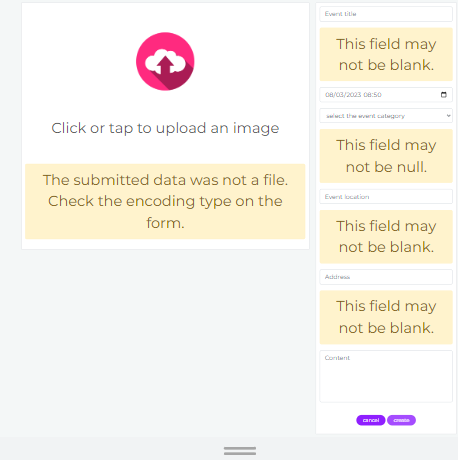 Click or tap to upload an image
The submitted data was not a file.
Check the encoding type on the
form.
Event title
This field may
not be blank.
08/03/2023 08:50
select the event category
This field may
not be null.
Event location
This field may
not be blank.
Address
This field may
not be blank.
Content
cancel create